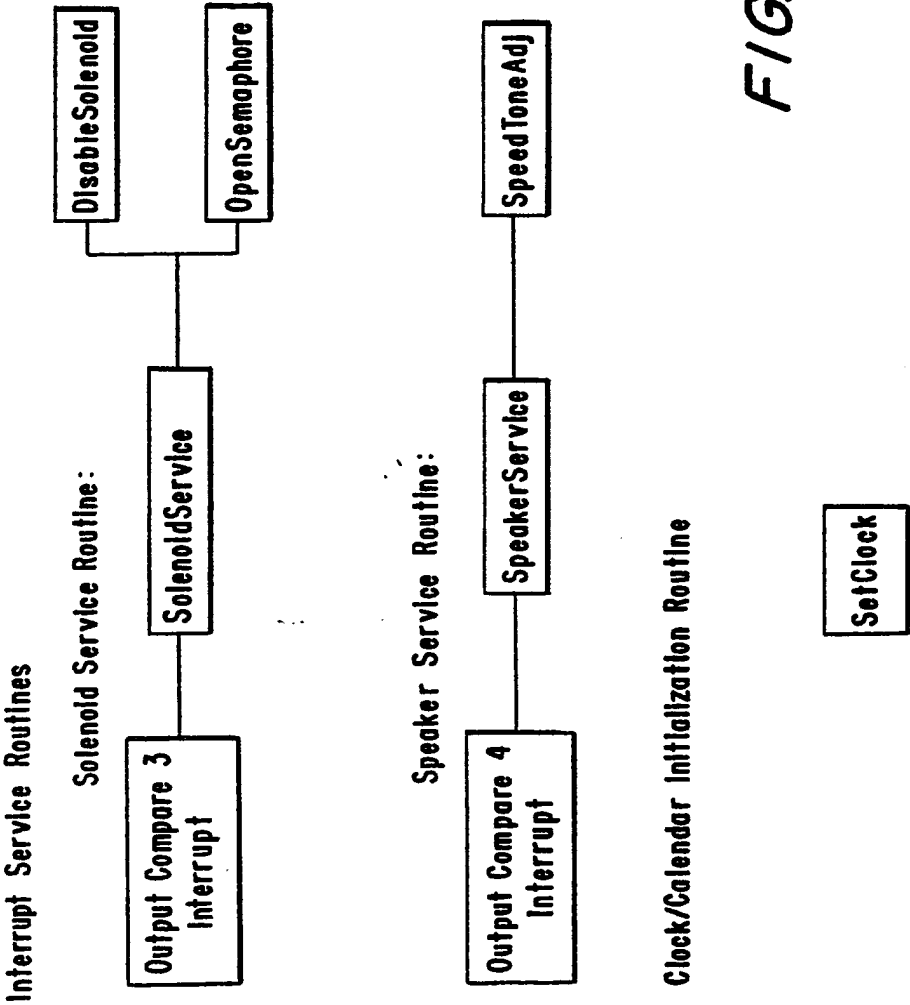 Interrupt Service Routines
Solenoid Service Routine:
Output Compare 3
Interrupt
SolenoidService
DisableSolenoid
OpenSemaphore
Speaker Service Routine:
Output Compare 4
Interrupt
SpeakerService
SpeedToneAdj
Clock/Calendar Initialization Routine
SetClock
FIG